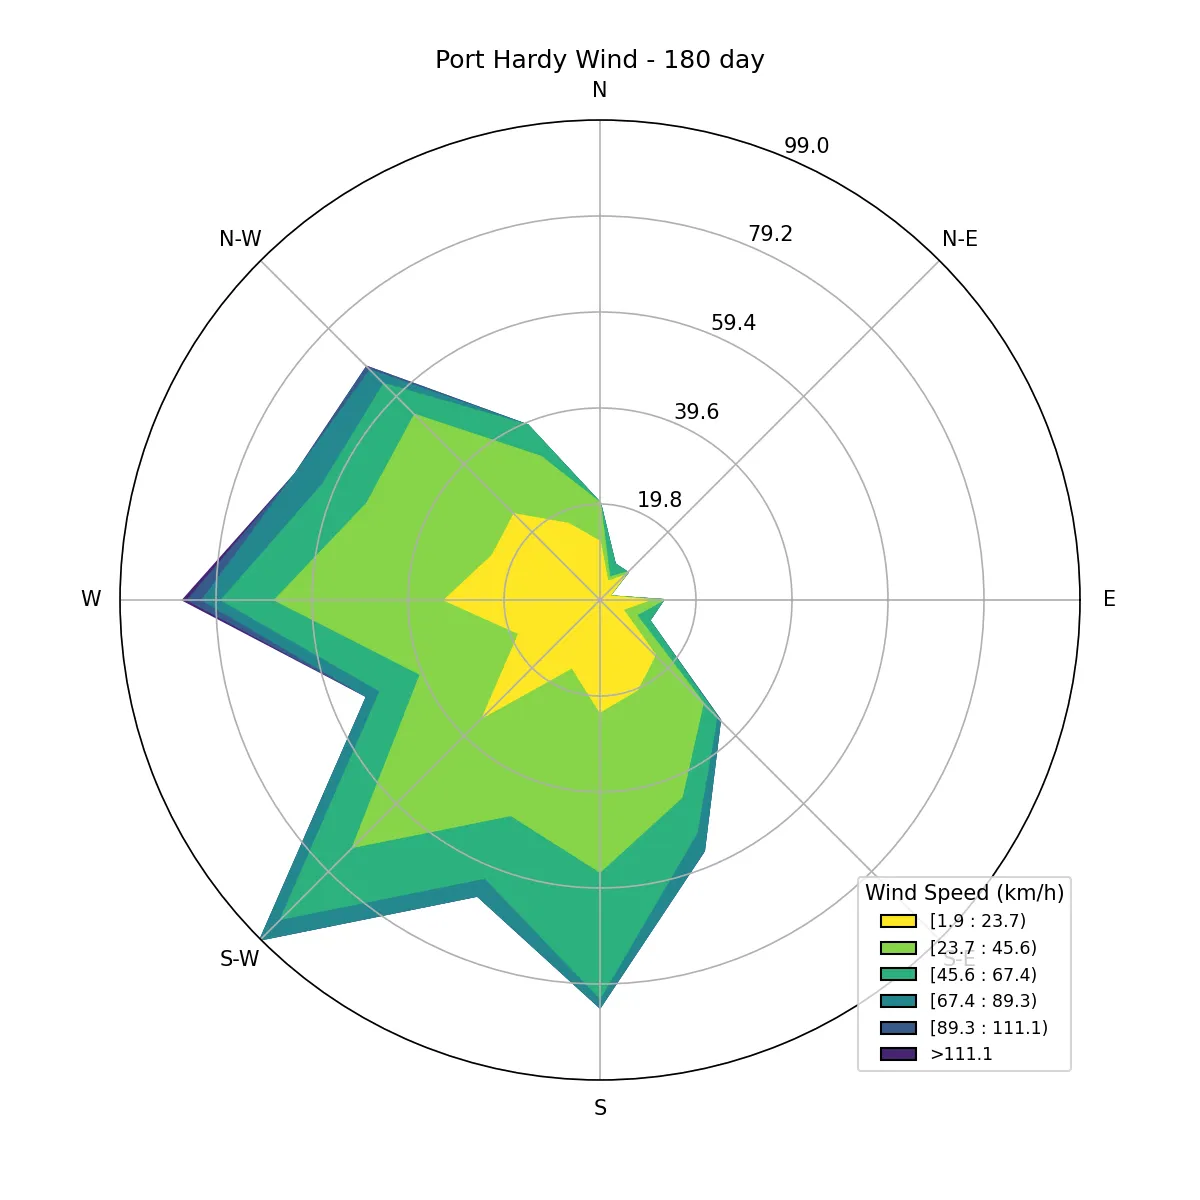 Port Hardy Wind - 180 day
N
99.0
79.2
N-W
N-E
59.4
39.6
19.8
W
E
S-W
S-E
Wind Speed (km/h)
[1.9 : 23.7)
[23.7 : 45.6)
[45.6 : 67.4)
[67.4 : 89.3)
[89.3 : 111.1)
>111.1
S